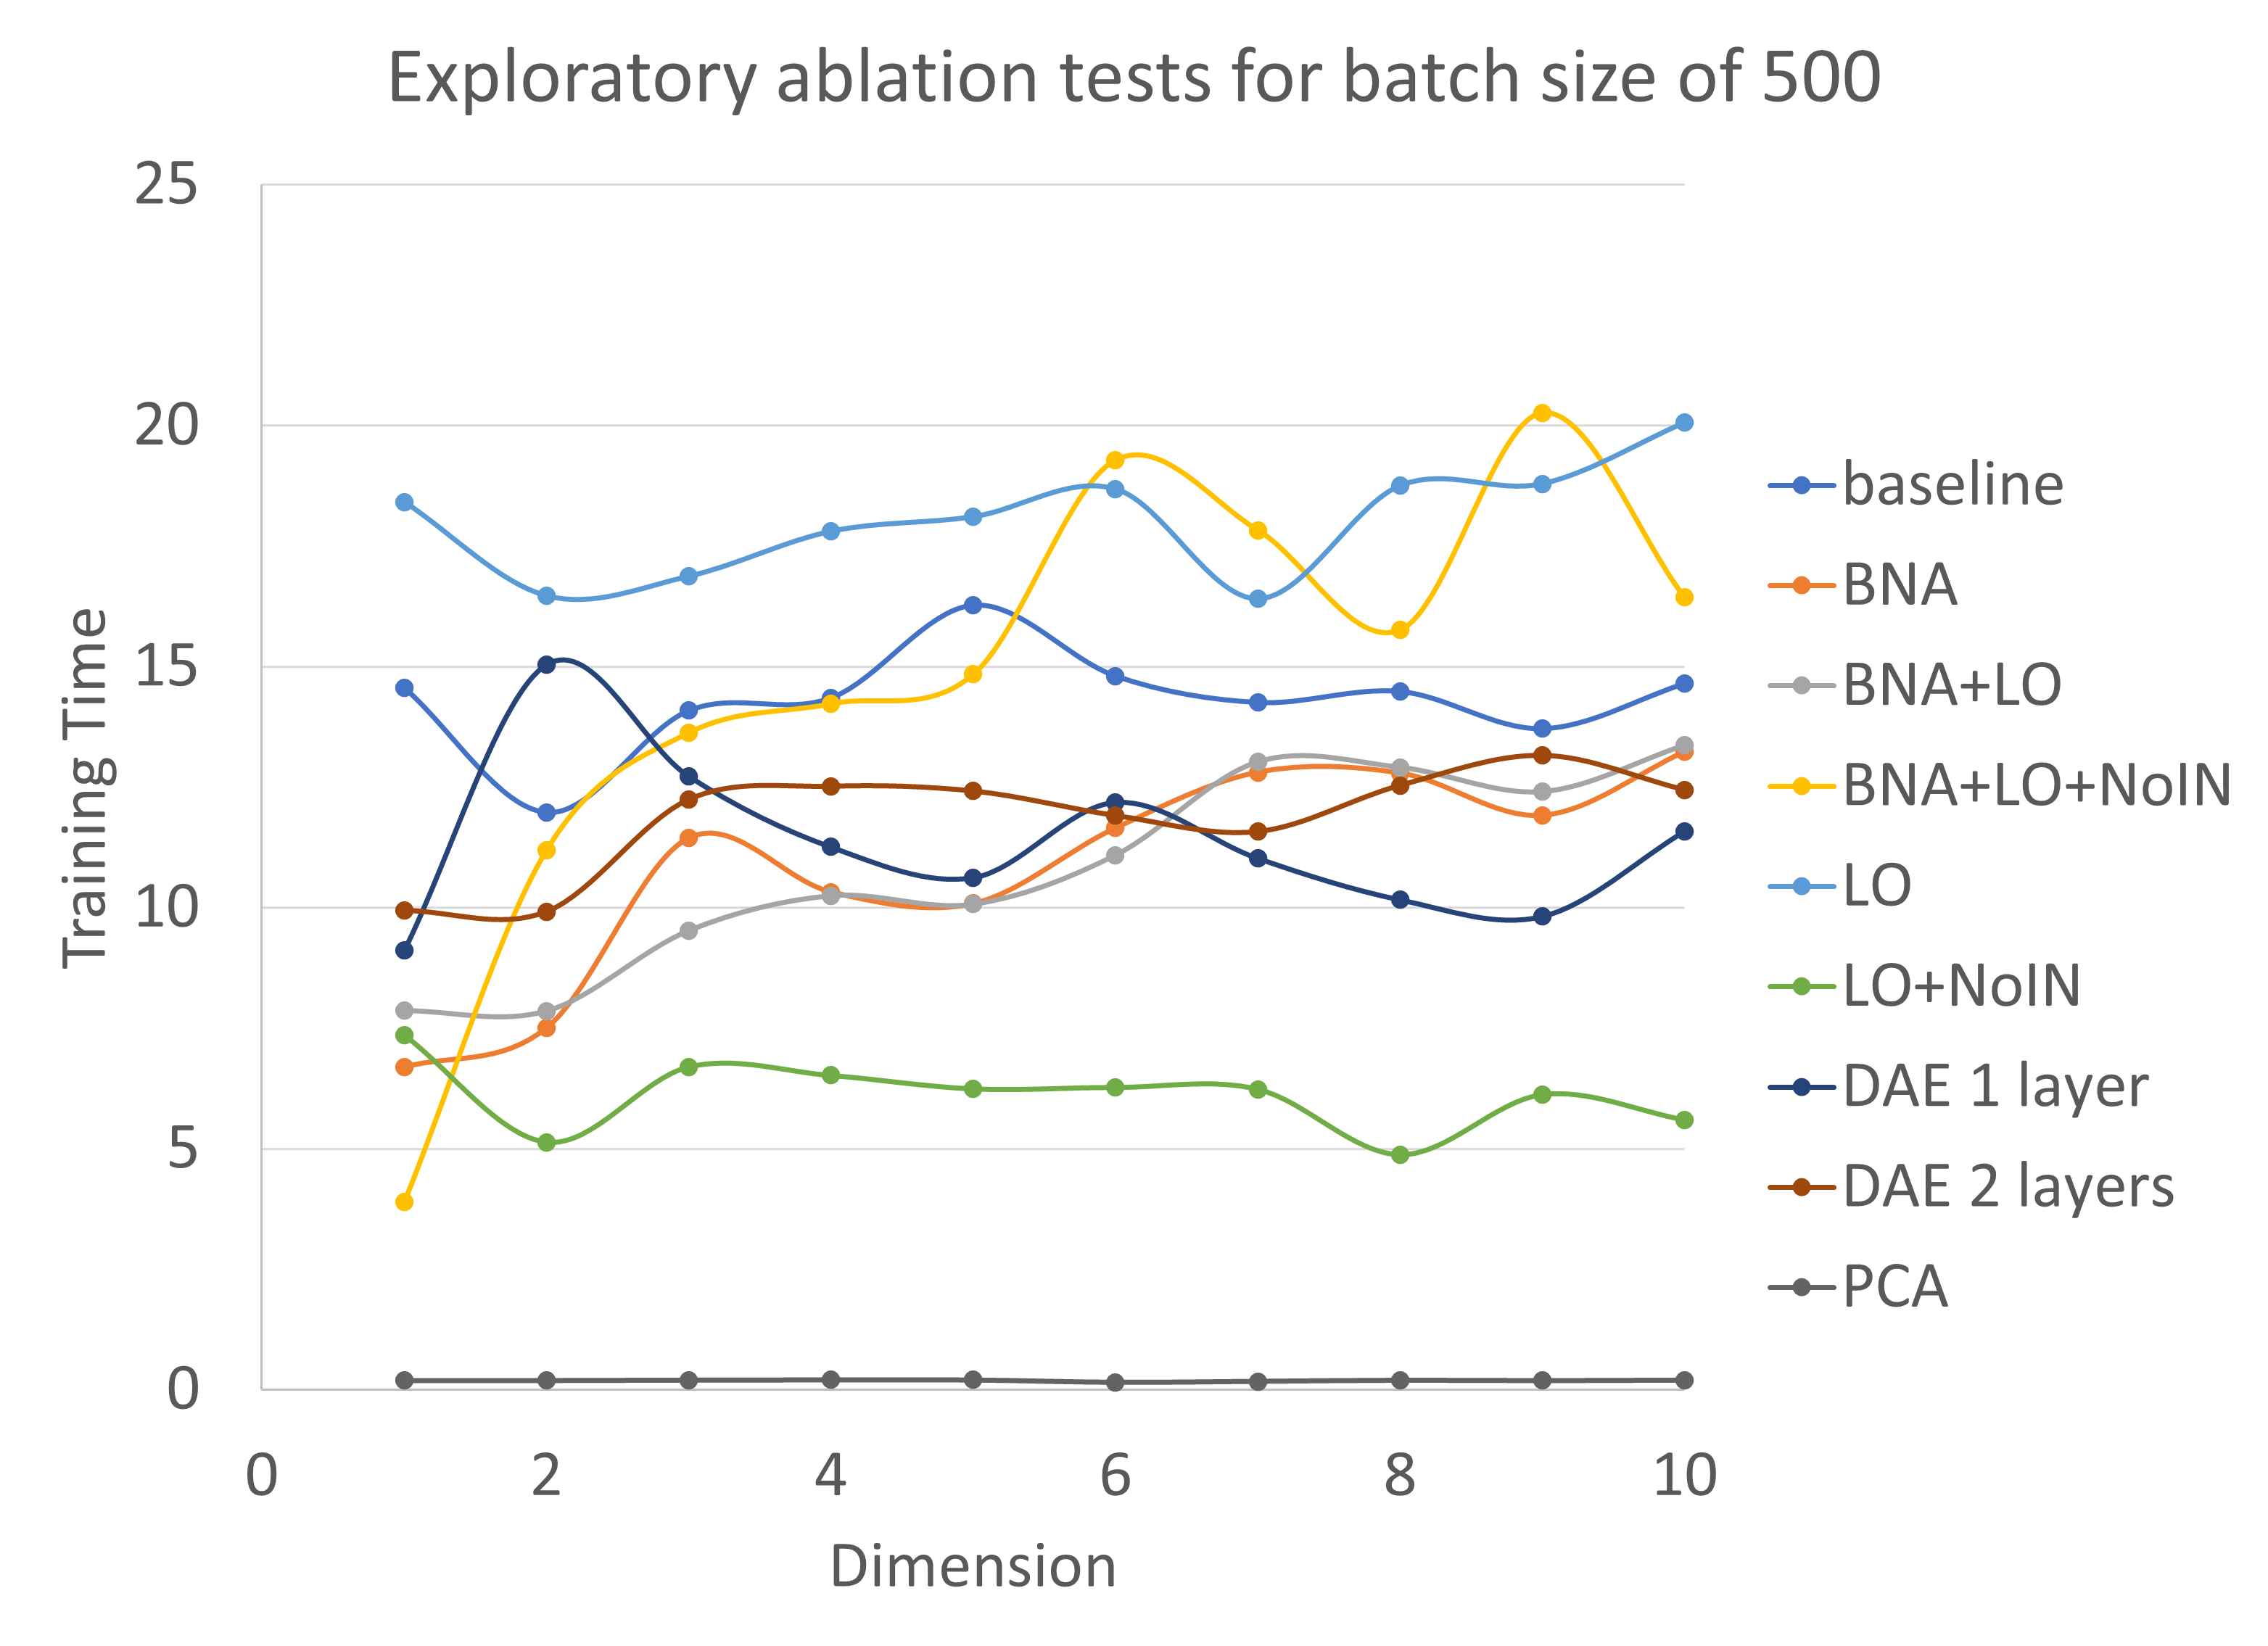 Exploratory ablation tests for batch size of 500
25
20
15
10
5
0
Training Time
0 2 4 6 8 10
Dimension
baseline
BNA
BNA+LO
BNA+LO+NoIN
LO
LO+NoIN
DAE 1 layer
DAE 2 layers
PCA